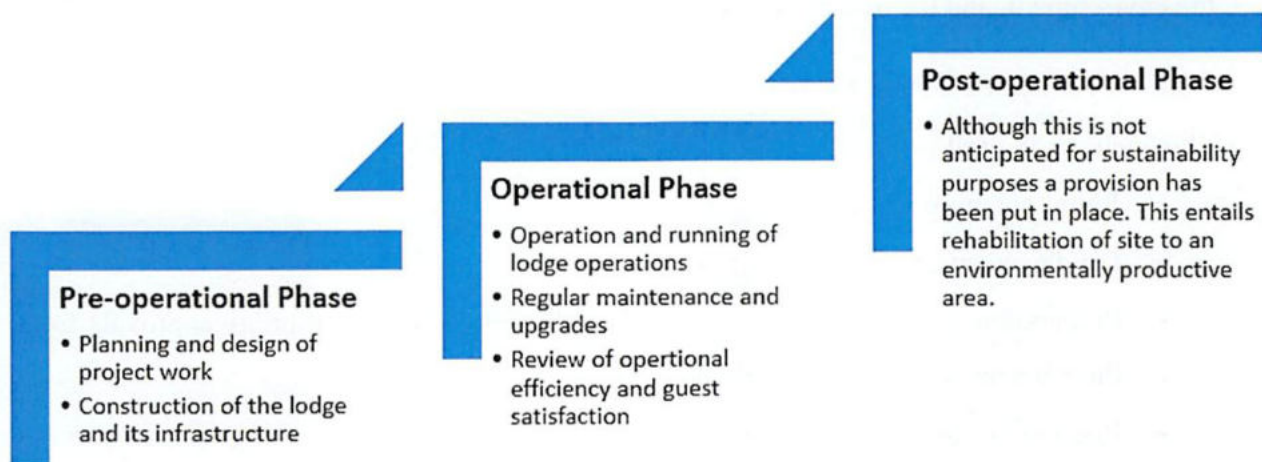 Pre-operational Phase
• Planning and design of
project work
• Construction of the lodge
and its infrastructure
Operational Phase
• Operation and running of
lodge operations
• Regular maintenance and
upgrades
• Review of opertional
efficiency and guest
satisfaction
Post-operational Phase
• Although this is not
anticipated for sustainability
purposes a provision has
been put in place. This entails
rehabilitation of site to an
environmentally productive
area.